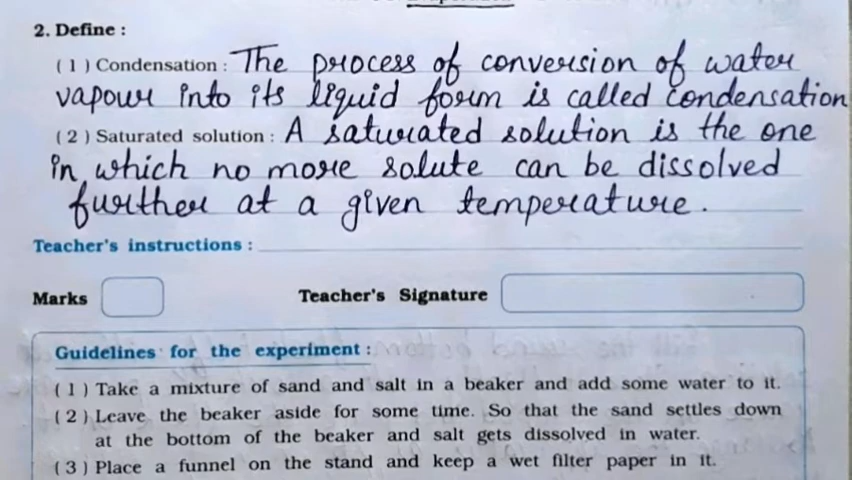 2. Define :
( 1 ) Condensation : The process of conversion of water
vapour into its liquid form is called condensation
( 2 ) Saturated solution : A saturated solution is the one
in which no more solute can be dissolved
further at a given temperature.
Teacher's instructions :
Marks
Teacher's Signature
Guidelines for the experiment :
( 1 ) Take a mixture of sand and salt in a beaker and add some water to it.
( 2 ) Leave the beaker aside for some time. So that the sand settles down
at the bottom of the beaker and salt gets dissolved in water.
( 3 ) Place a funnel on the stand and keep a wet filter paper in it.